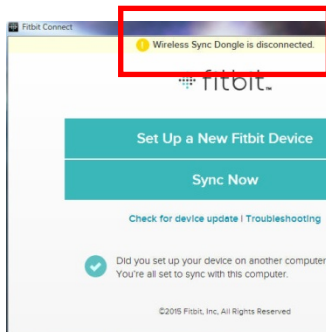 Fitbit Connect
Wireless Sync Dongle is disconnected.
fitbit
Set Up a New Fitbit Device
Sync Now
Check for device update | Troubleshooting
Did you set up your device on another computer
You're all set to sync with this computer.
©2015 Fitbit, Inc. All Rights Reserved